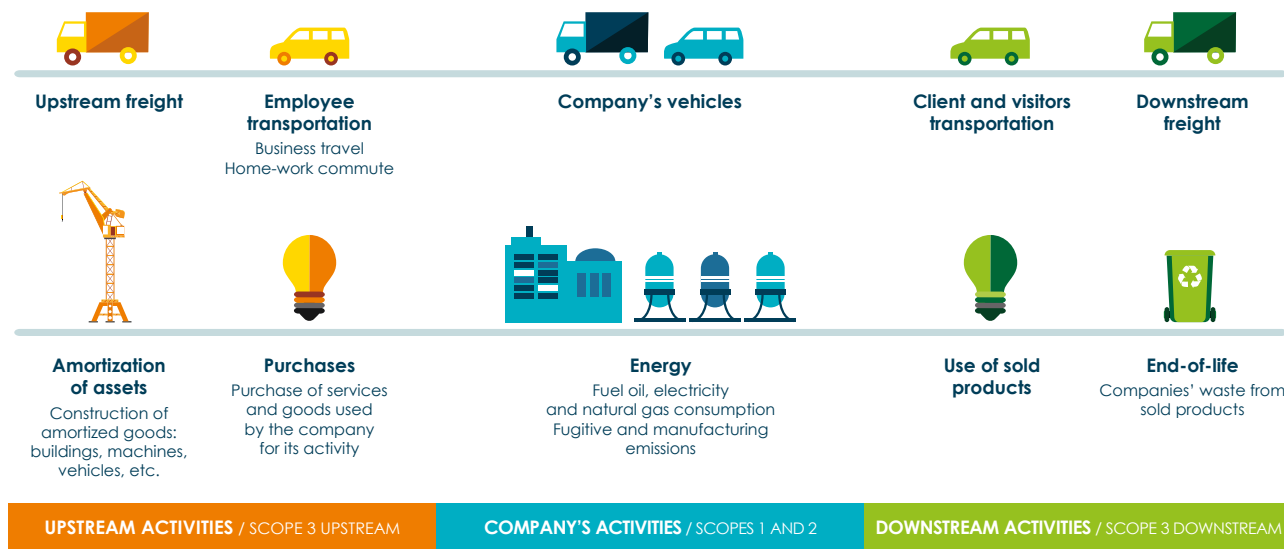 Upstream freight
Employee
transportation
Business travel
Home-work commute
Company’s vehicles
Client and visitors
transportation
Downstream
freight
Amortization
of assets
Construction of
amortized goods:
buildings, machines,
vehicles, etc.
Purchases
Purchase of services
and goods used
by the company
for its activity
Energy
Fuel oil, electricity
and natural gas consumption
Fugitive and manufacturing
emissions
Use of sold
products
End-of-life
Companies’ waste from
sold products
UPSTREAM ACTIVITIES / SCOPE 3 UPSTREAM
COMPANY’S ACTIVITIES / SCOPES 1 AND 2
DOWNSTREAM ACTIVITIES / SCOPE 3 DOWNSTREAM